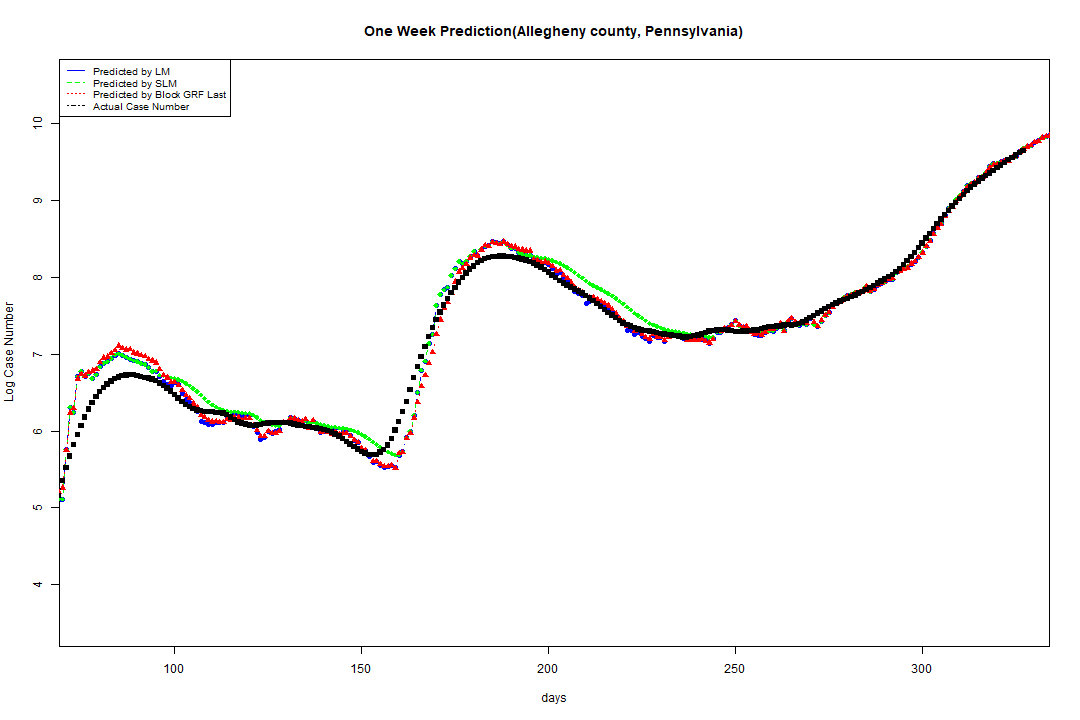 One Week Prediction(Allegheny county, Pennsylvania)
Predicted by LM
Predicted by SLM
Predicted by Block GRF Last
Actual Case Number
Log Case Number
10
9
8
7
6
5
4
100 150 200 250 300
days